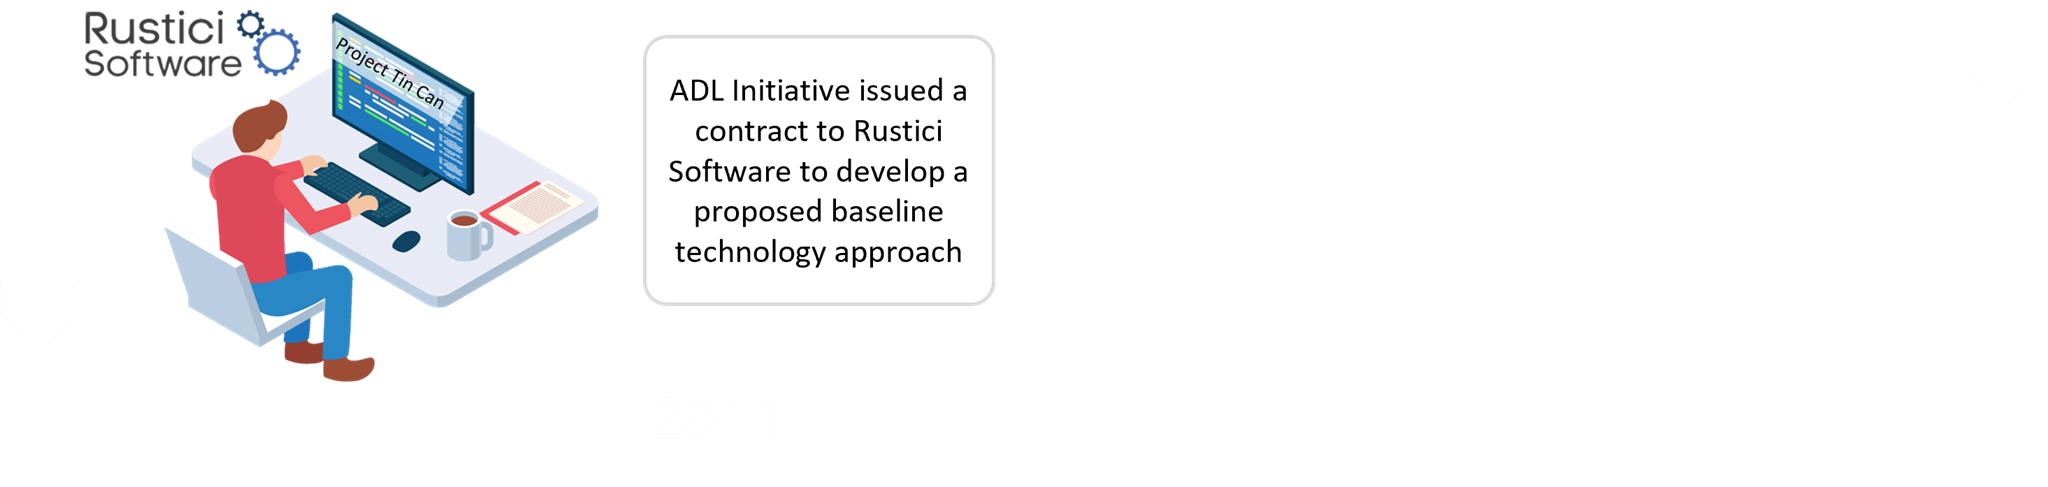 Rustici
Software
Project Tin Can
ADL Initiative issued a
contract to Rustici
Software to develop a
proposed baseline
technology approach